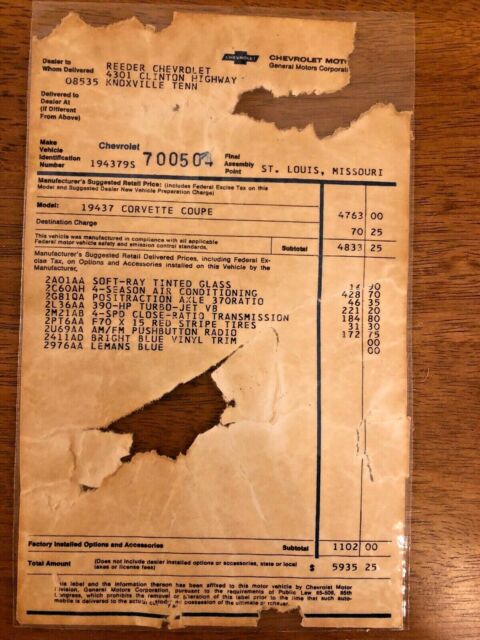 Dealer to
Whom Delivered
REEDER CHEVROLET
4301 CLINTON HIGHWAY
08535 KNOXVILLE TENN
CHEVROLET
CHEVROLET MOT
General Motors Corporati
Delivered to
Dealer At
(If Different
From Above)
Make Chevrolet
Vehicle
Identification
Number
194379S 700504
Final
Assembly
Point
ST. LOUIS, MISSOURI
Manufacturer's Suggested Retail Price: (Includes Federal Excise Tax on this
Model and Suggested Dealer New Vehicle Preparation Charge)
Model: 19437 CORVETTE COUPE 4763 00
Destination Charge 70 25
This vehicle was manufactured in compliance with all applicable
Federal motor vehicle safety and emission control standards.
Subtotal 4833 25
Manufacturer's Suggested Retail Delivered Prices, including Federal Ex-
cise Tax, on Options and Accessories installed on this Vehicle by the
Manufacturer,
2A01AA SOFT-RAY TINTED GLASS 90
2C60AH 4-SEASON AIR CONDITIONING 428 70
2G81QA POSITRACTION AXLE 370RATIO 46 35
2L36AA 390-HP TURBO-JET V8 221 20
2M21AB 4-SPD CLOSE-RATIO TRANSMISSION 184 80
2PT6AA F70 X 15 RED STRIPE TIRES 31 30
2U69AA AM/FM PUSHBUTTON RADIO 172 75
2411AD BRIGHT BLUE VINYL TRIM 00
2976AA LEMANS BLUE 00
Factory Installed Options and Accessories Subtotal 1102 00
Total Amount (Does not include dealer installed options or accessories, state or local
taxes or license fees) $ 5935 25
label and the information thereon has been affixed to this motor vehicle by Chevrolet Motor
Division, General Motors Corporation, pursuant to the requirements of Public Law 85-506, 85th
ngress, which prohibits the removal or alteration of this label prior to the time that such auto-
mobile is delivered to the actual custody or possession of the ultimate